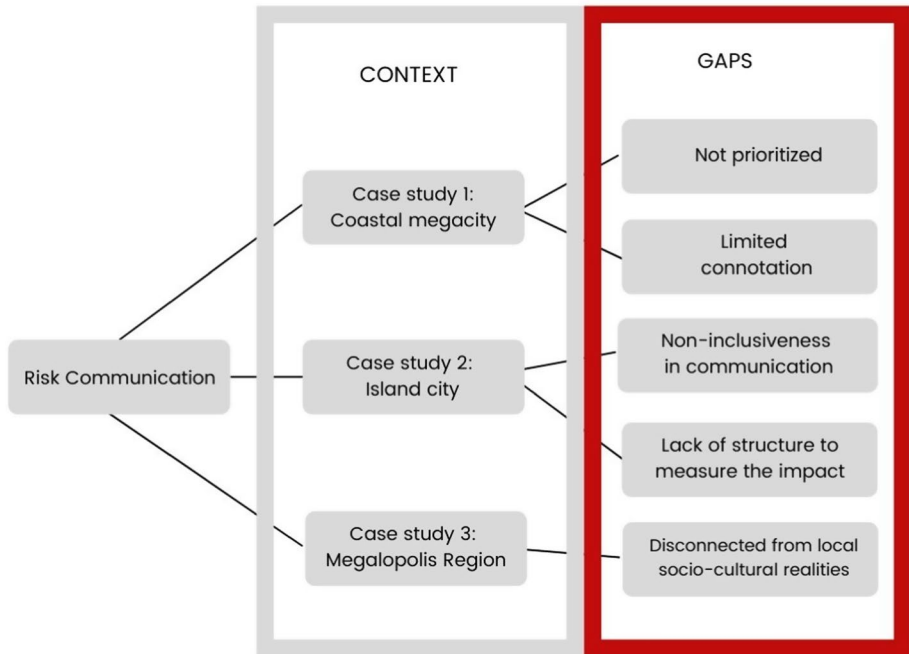 CONTEXT
GAPS
Risk Communication
Case study 1:
Coastal megacity
Not prioritized
Limited
connotation
Case study 2:
Island city
Non-inclusiveness
in communication
Lack of structure to
measure the impact
Case study 3:
Megalopolis Region
Disconnected from local
socio-cultural realities